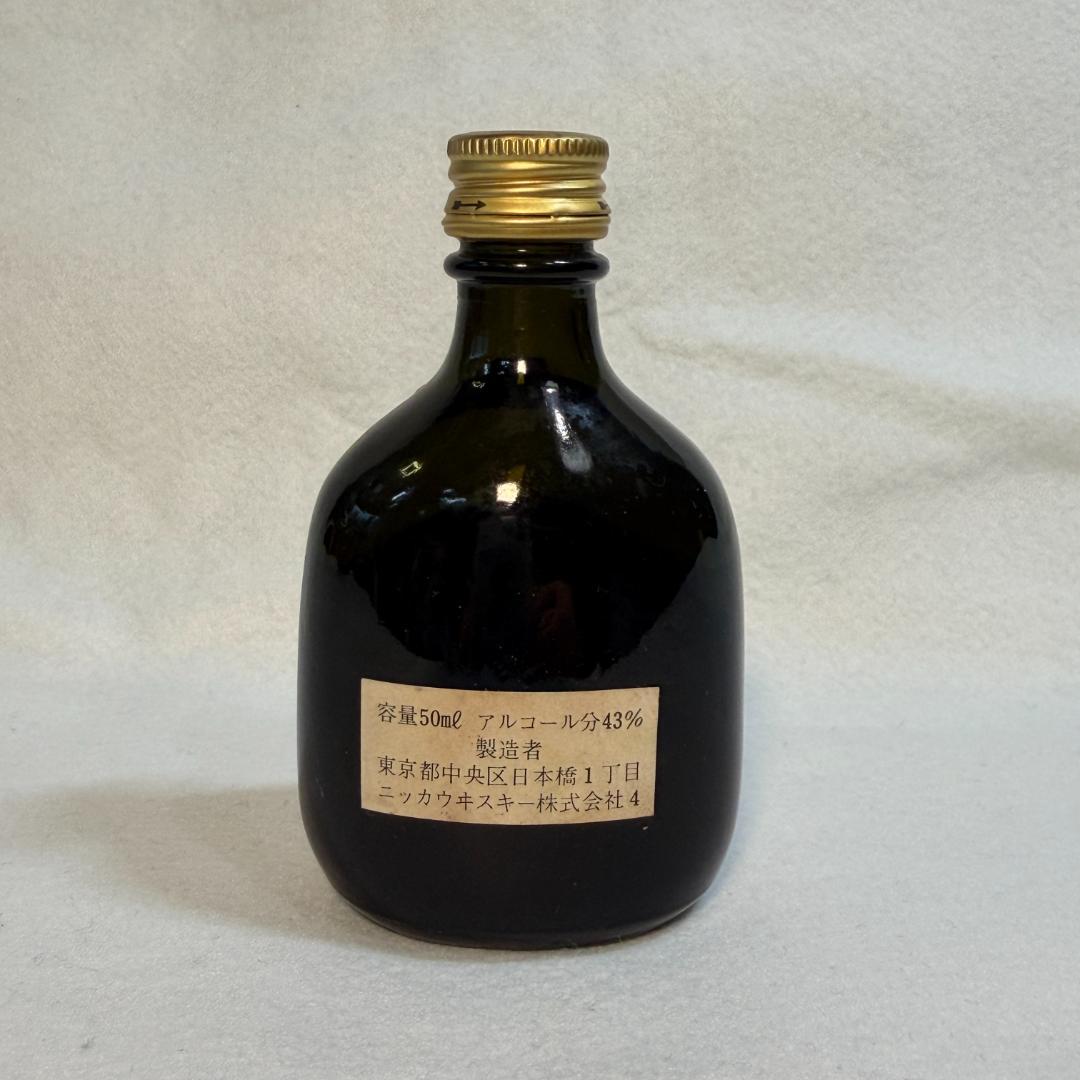 容量50mℓ アルコール分43%
製造者
東京都中央区日本橋1丁目
ニッカウヰスキー株式会社4